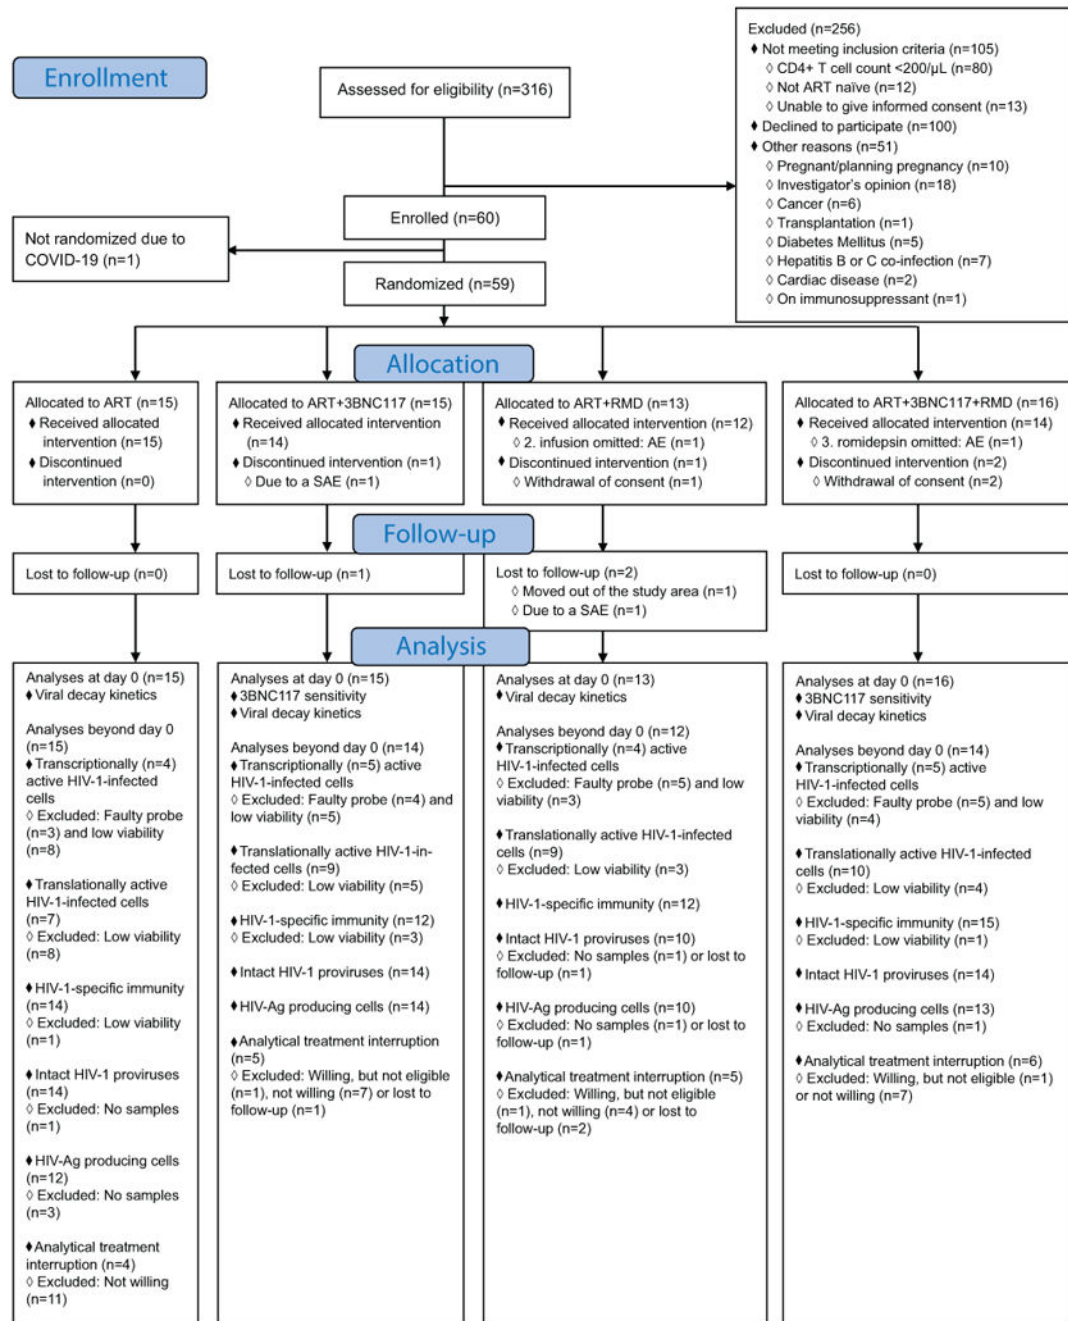 Enrollment
Assessed for eligibility (n=316)
Excluded (n=256)
♦ Not meeting inclusion criteria (n=105)
◊ CD4+ T cell count <200/µL (n=80)
◊ Not ART naïve (n=12)
◊ Unable to give informed consent (n=13)
♦ Declined to participate (n=100)
♦ Other reasons (n=51)
◊ Pregnant/planning pregnancy (n=10)
◊ Investigator's opinion (n=18)
◊ Cancer (n=6)
◊ Transplantation (n=1)
◊ Diabetes Mellitus (n=5)
◊ Hepatitis B or C co-infection (n=7)
◊ Cardiac disease (n=2)
◊ On immunosuppressant (n=1)
Enrolled (n=60)
Not randomized due to
COVID-19 (n=1)
Randomized (n=59)
Allocation
Allocated to ART (n=15)
♦ Received allocated
intervention (n=15)
♦ Discontinued
intervention (n=0)
Allocated to ART+3BNC117 (n=15)
♦ Received allocated intervention
(n=14)
♦ Discontinued intervention (n=1)
◊ Due to a SAE (n=1)
Allocated to ART+RMD (n=13)
♦ Received allocated intervention (n=12)
◊ 2. infusion omitted: AE (n=1)
♦ Discontinued intervention (n=1)
◊ Withdrawal of consent (n=1)
Allocated to ART+3BNC117+RMD (n=16)
♦ Received allocated intervention (n=14)
◊ 3. romidepsin omitted: AE (n=1)
♦ Discontinued intervention (n=2)
◊ Withdrawal of consent (n=2)
Follow-up
Lost to follow-up (n=0)
Lost to follow-up (n=1)
Lost to follow-up (n=2)
◊ Moved out of the study area (n=1)
◊ Due to a SAE (n=1)
Lost to follow-up (n=0)
Analysis
Analyses at day 0 (n=15)
♦Viral decay kinetics
Analyses beyond day 0
(n=15)
♦Transcriptionally (n=4)
active HIV-1-infected
cells
◊ Excluded: Faulty probe
(n=3) and low viability
(n=8)
♦Translationally active
HIV-1-infected cells
(n=7)
◊ Excluded: Low viability
(n=8)
♦HIV-1-specific immunity
(n=14)
◊ Excluded: Low viability
(n=1)
♦Intact HIV-1 proviruses
(n=14)
◊ Excluded: No samples
(n=1)
♦HIV-Ag producing cells
(n=12)
◊ Excluded: No samples
(n=3)
♦Analytical treatment
interruption (n=4)
◊ Excluded: Not willing
(n=11)
Analyses at day 0 (n=15)
♦3BNC117 sensitivity
♦Viral decay kinetics
Analyses beyond day 0 (n=14)
♦Transcriptionally (n=5) active
HIV-1-infected cells
◊ Excluded: Faulty probe (n=4) and
low viability (n=5)
♦Translationally active HIV-1-in-
fected cells (n=9)
◊ Excluded: Low viability (n=5)
♦HIV-1-specific immunity (n=12)
◊ Excluded: Low viability (n=3)
♦Intact HIV-1 proviruses (n=14)
♦HIV-Ag producing cells (n=14)
♦Analytical treatment interruption
(n=5)
◊ Excluded: Willing, but not eligible
(n=1), not willing (n=7) or lost to
follow-up (n=1)
Analyses at day 0 (n=13)
♦Viral decay kinetics
Analyses beyond day 0 (n=12)
♦Transcriptionally (n=4) active
HIV-1-infected cells
◊ Excluded: Faulty probe (n=5) and low
viability (n=3)
♦Translationally active HIV-1-infected
cells (n=9)
◊ Excluded: Low viability (n=3)
♦HIV-1-specific immunity (n=12)
♦Intact HIV-1 proviruses (n=10)
◊ Excluded: No samples (n=1) or lost to
follow-up (n=1)
♦HIV-Ag producing cells (n=10)
◊ Excluded: No samples (n=1) or lost to
follow-up (n=1)
♦Analytical treatment interruption (n=5)
◊ Excluded: Willing, but not eligible
(n=1), not willing (n=4) or lost to
follow-up (n=2)
Analyses at day 0 (n=16)
♦3BNC117 sensitivity
♦Viral decay kinetics
Analyses beyond day 0 (n=14)
♦Transcriptionally (n=5) active
HIV-1-infected cells
◊ Excluded: Faulty probe (n=5) and low
viability (n=4)
♦Translationally active HIV-1-infected
cells (n=10)
◊ Excluded: Low viability (n=4)
♦HIV-1-specific immunity (n=15)
◊ Excluded: Low viability (n=1)
♦Intact HIV-1 proviruses (n=14)
♦HIV-Ag producing cells (n=13)
◊ Excluded: No samples (n=1)
♦Analytical treatment interruption (n=6)
◊ Excluded: Willing, but not eligible (n=1)
or not willing (n=7)